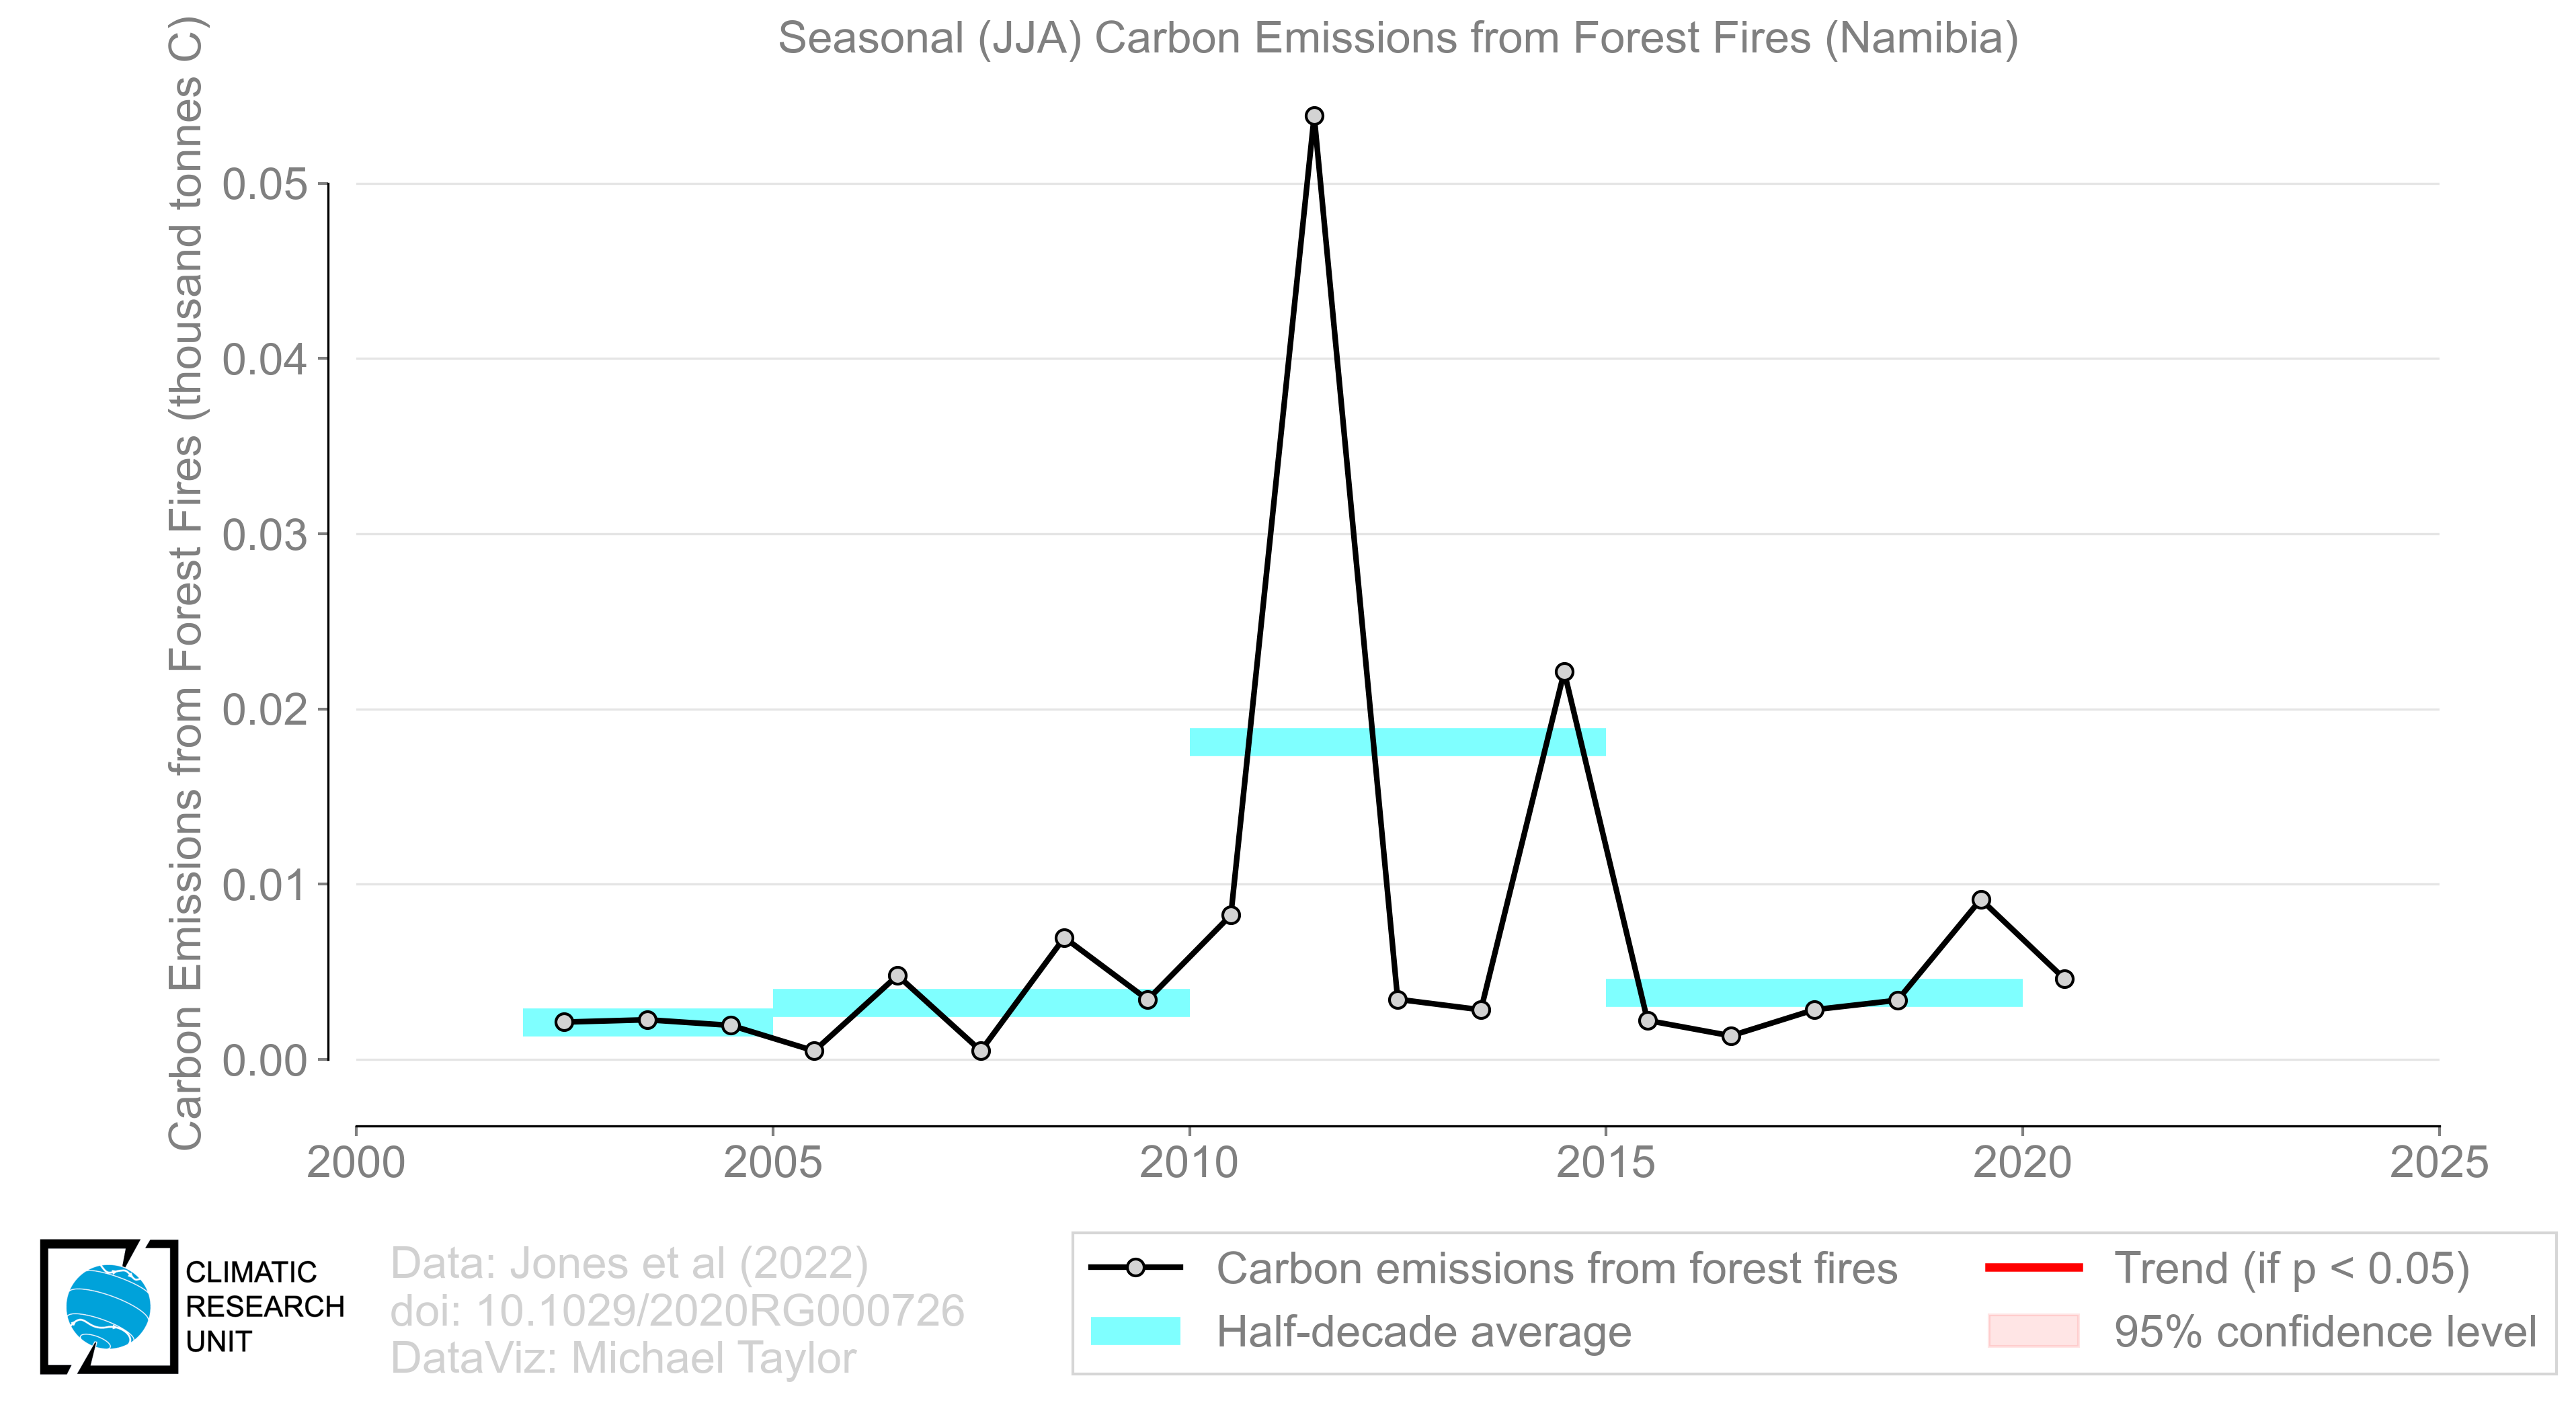 Seasonal (JJA) Carbon Emissions from Forest Fires (Namibia)
Carbon Emissions from Forest Fires (thousand tonnes C)
0.05
0.04
0.03
0.02
0.01
0.00
2000 2005 2010 2015 2020 2025
CLIMATIC
RESEARCH
UNIT
Data: Jones et al (2022)
doi: 10.1029/2020RG000726
DataViz: Michael Taylor
Carbon emissions from forest fires
Half-decade average
Trend (if p < 0.05)
95% confidence level